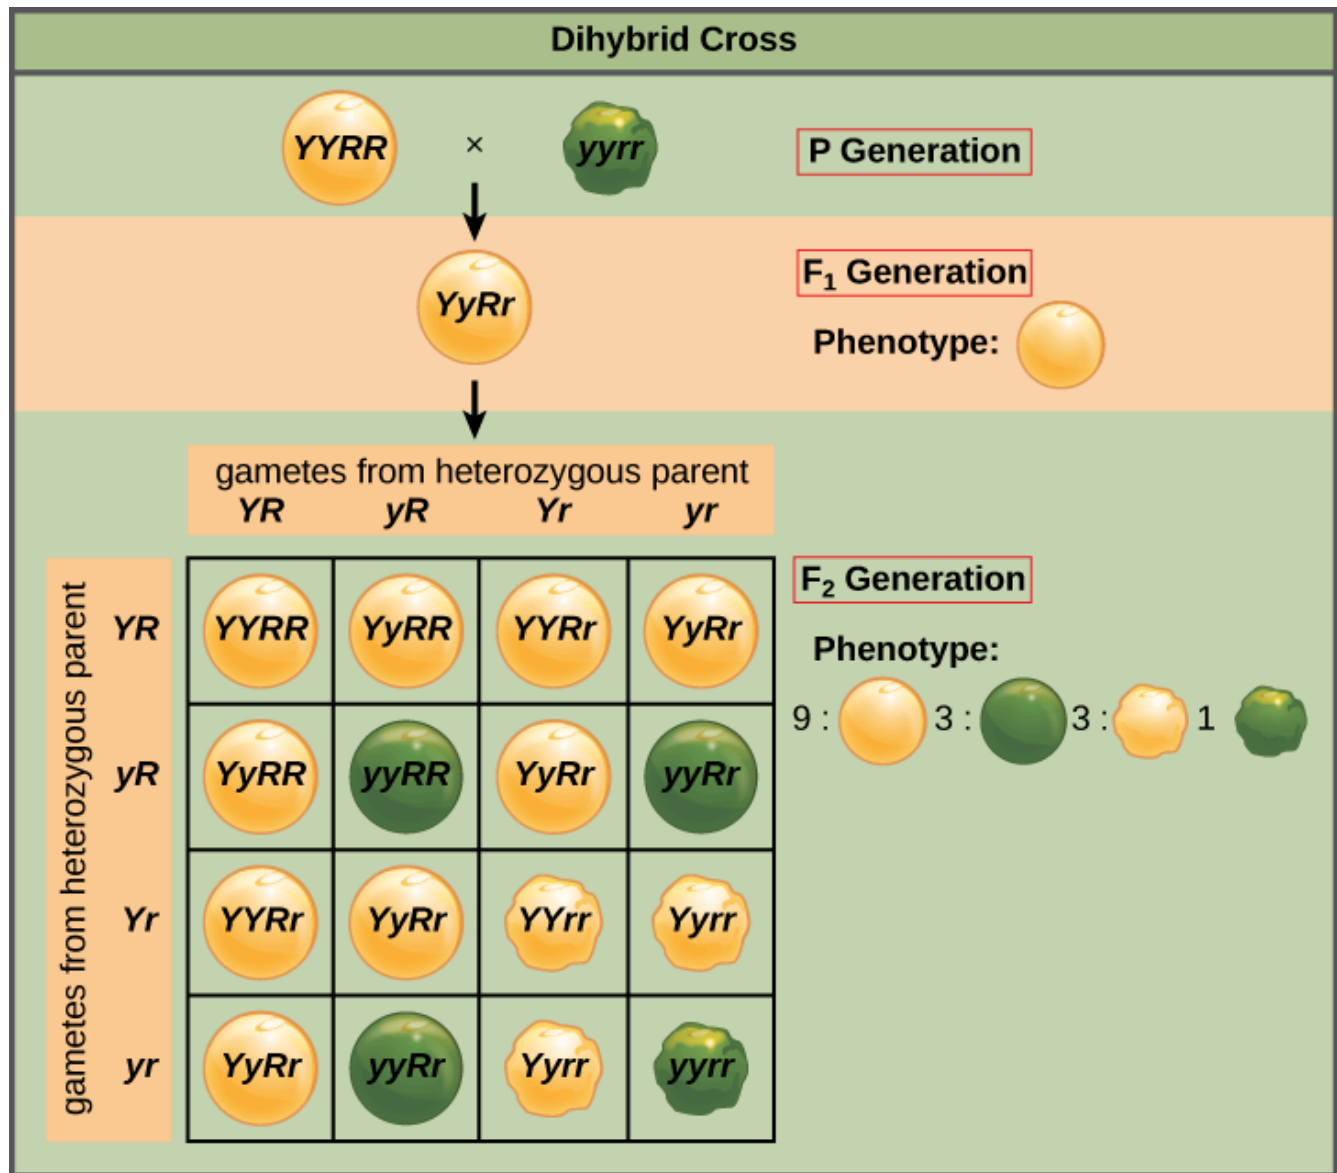 Dihybrid Cross
YYRR × yyrr
P Generation
YyRr
F₁ Generation
Phenotype:
gametes from heterozygous parent
YR yR Yr yr
gametes from heterozygous parent
YR YYRR YyRR YYRr YyRr
yR YyRR yyRR YyRr yyRr
Yr YYRr YyRr YYrr Yyrr
yr YyRr yyRr Yyrr yyrr
F₂ Generation
Phenotype:
9 : 3 : 3 : 1